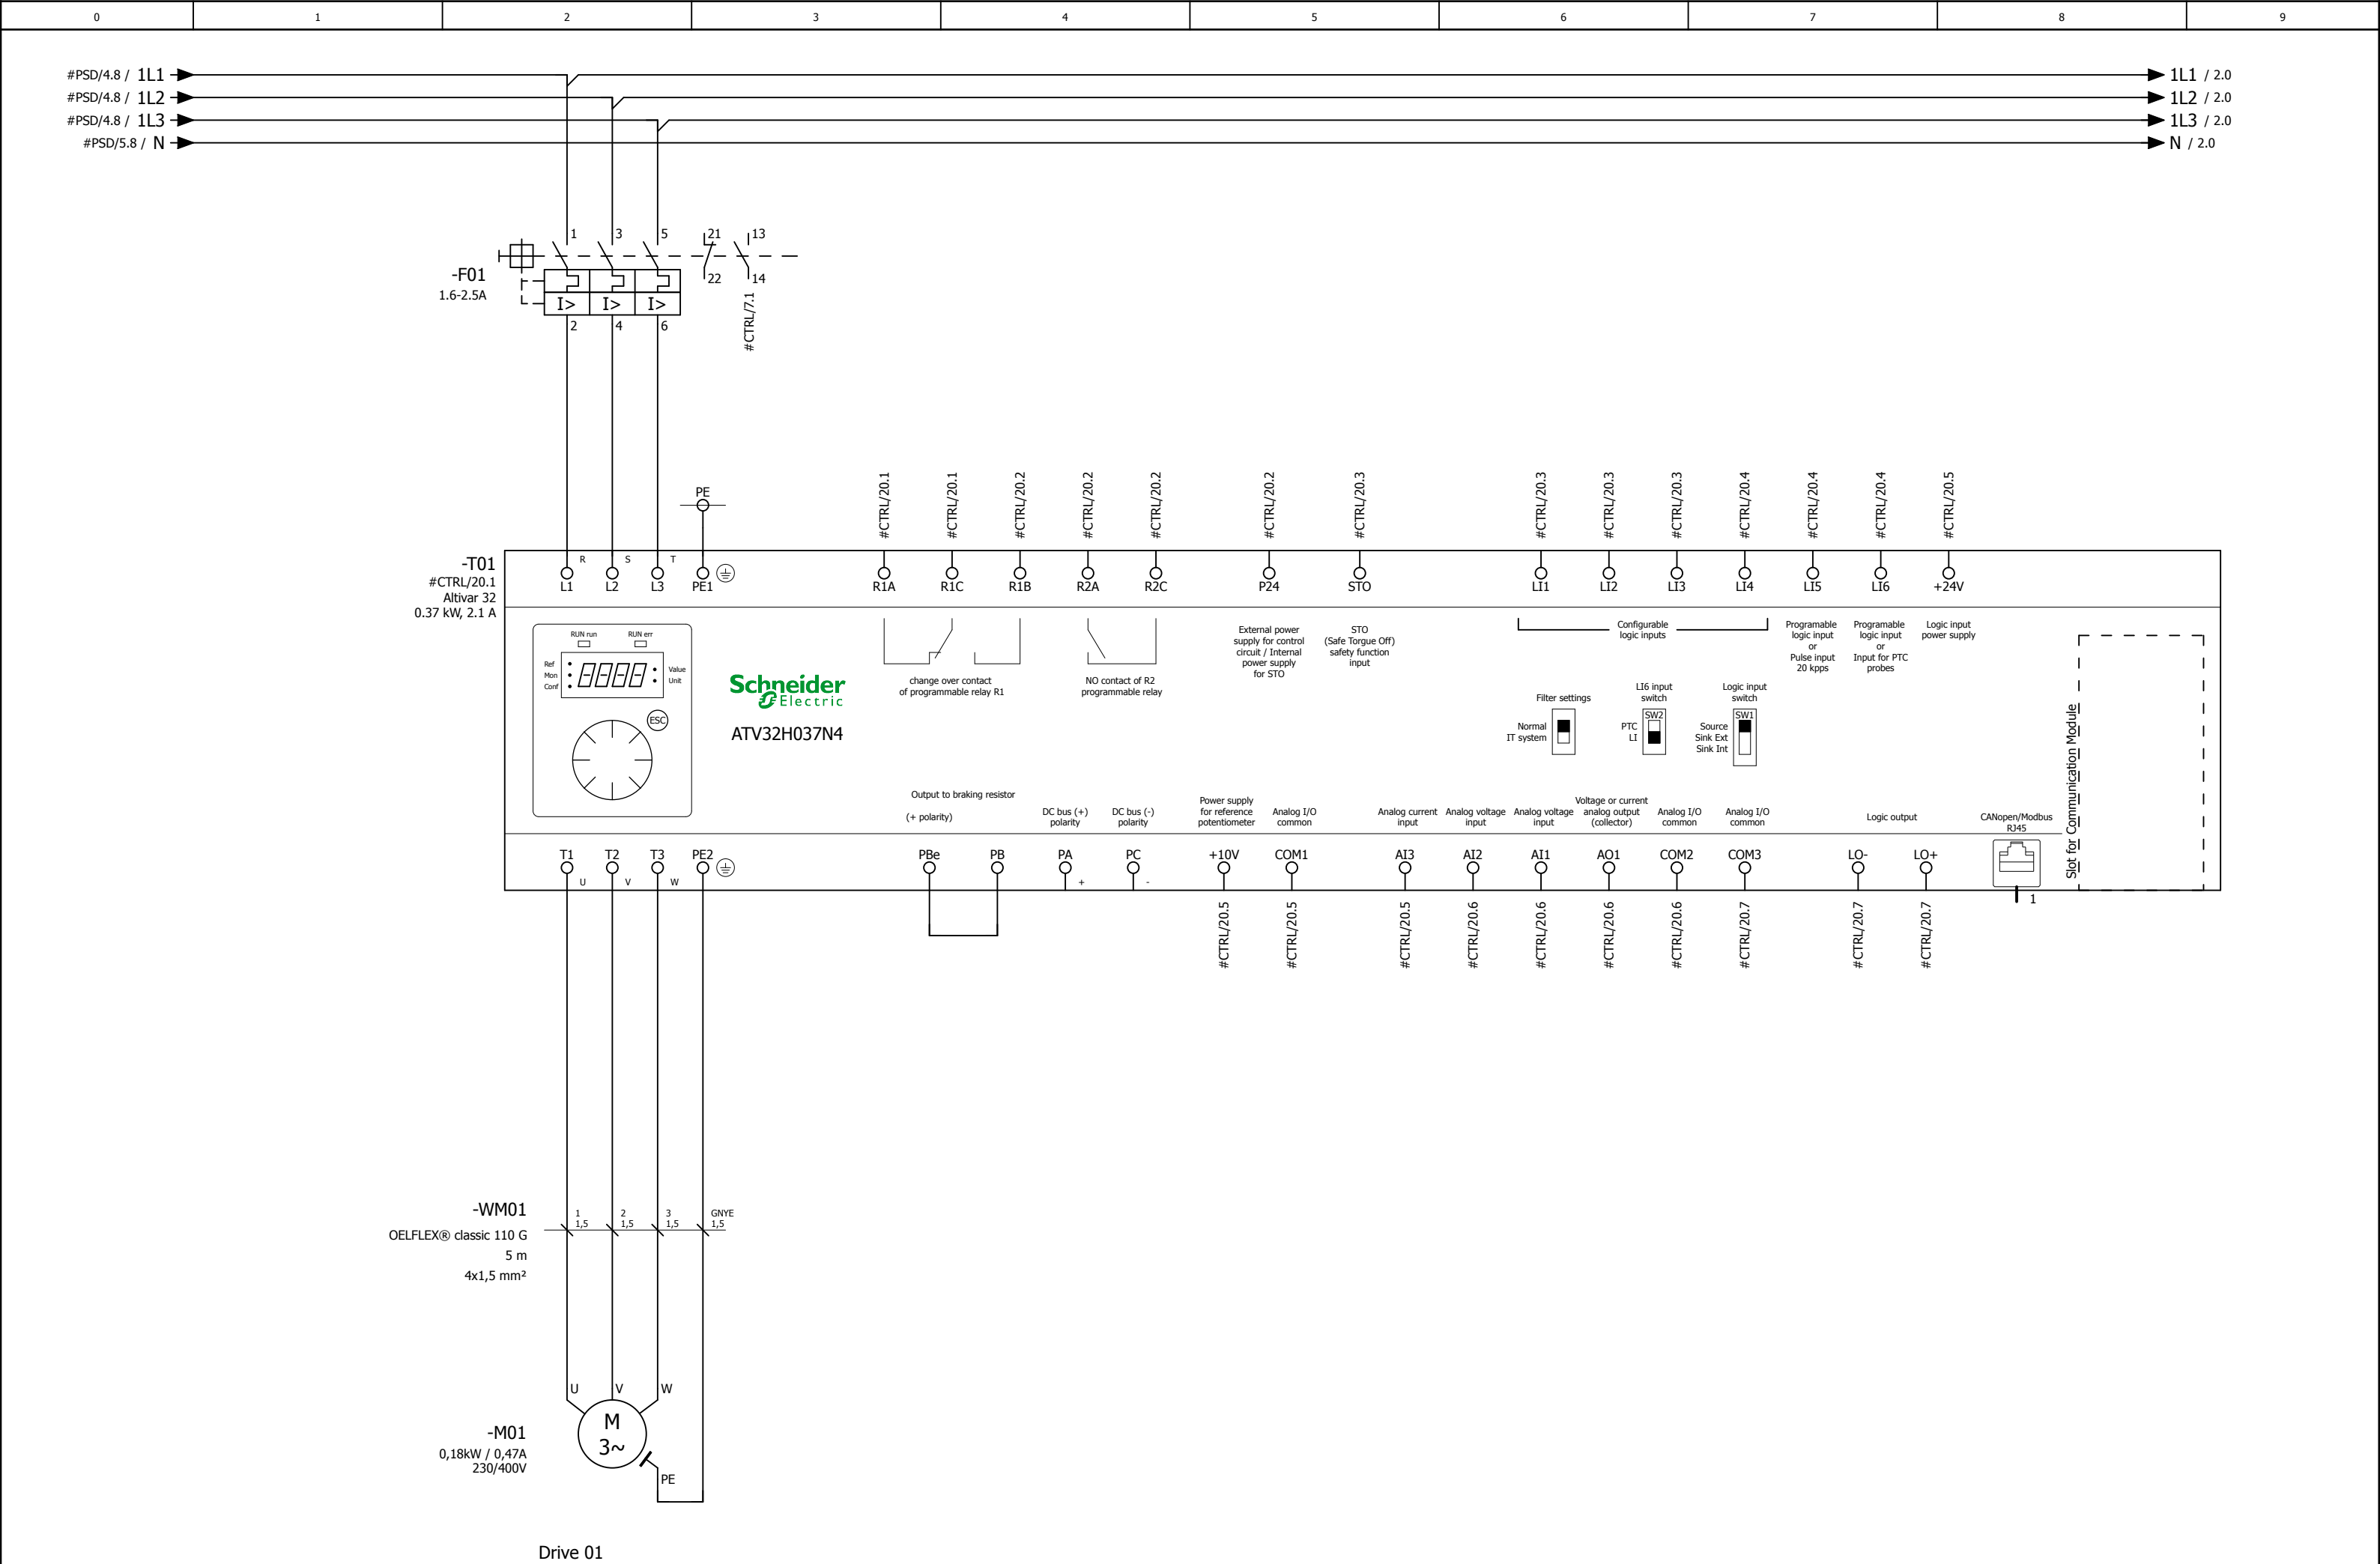 0 1 2 3 4 5 6 7 8 9
#PSD/4.8 / 1L1
1L1 / 2.0
#PSD/4.8 / 1L2
1L2 / 2.0
#PSD/4.8 / 1L3
1L3 / 2.0
#PSD/5.8 / N
N / 2.0
1 3 5 21 13
-F01
1.6-2.5A
22 14
I> I> I>
2 4 6
#CTRL/7.1
PE
#CTRL/20.1
#CTRL/20.1
#CTRL/20.2
#CTRL/20.2
#CTRL/20.2
#CTRL/20.2
#CTRL/20.3
#CTRL/20.3
#CTRL/20.3
#CTRL/20.3
#CTRL/20.4
#CTRL/20.4
#CTRL/20.4
#CTRL/20.5
-T01
#CTRL/20.1
Altivar 32
0.37 kW, 2.1 A
R S T
L1 L2 L3 PE1 R1A R1C R1B R2A R2C P24 STO LI1 LI2 LI3 LI4 LI5 LI6 +24V
RUN run
RUN err
Ref
Mon
Conf
Value
Unit
ESC
Schneider
Electric
ATV32H037N4
change over contact
of programmable relay R1
NO contact of R2
programmable relay
External power
supply for control
circuit / Internal
power supply
for STO
STO
(Safe Torgue Off)
safety function
input
Configurable
logic inputs
Programable
logic input
or
Pulse input
20 kpps
Programable
logic input
or
Input for PTC
probes
Logic input
power supply
Filter settings
Normal
IT system
LI6 input
switch
SW2
PTC
LI
Logic input
switch
SW1
Source
Sink Ext
Sink Int
Slot for Communication Module
Output to braking resistor
(+ polarity)
DC bus (+)
polarity
DC bus (-)
polarity
Power supply
for reference
potentiometer
Analog I/O
common
Analog current
input
Analog voltage
input
Analog voltage
input
Voltage or current
analog output
(collector)
Analog I/O
common
Analog I/O
common
Logic output
CANopen/Modbus
RJ45
T1 T2 T3 PE2 PBe PB PA PC +10V COM1 AI3 AI2 AI1 AO1 COM2 COM3 LO- LO+
U V W + -
1
#CTRL/20.5
#CTRL/20.5
#CTRL/20.5
#CTRL/20.6
#CTRL/20.6
#CTRL/20.6
#CTRL/20.6
#CTRL/20.7
#CTRL/20.7
#CTRL/20.7
-WM01
OELFLEX® classic 110 G
5 m
4x1,5 mm²
1 2 3 GNYE
1,5 1,5 1,5 1,5
U V W
M
3~
-M01
0,18kW / 0,47A
230/400V
PE
Drive 01